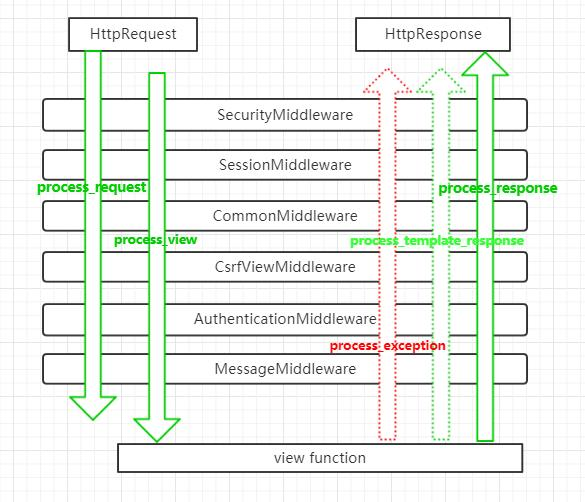 HttpRequest
HttpResponse
SecurityMiddleware
SessionMiddleware
process_request
process_response
CommonMiddleware
process_view
process_template_response
CsrfViewMiddleware
AuthenticationMiddleware
process_exception
MessageMiddleware
view function